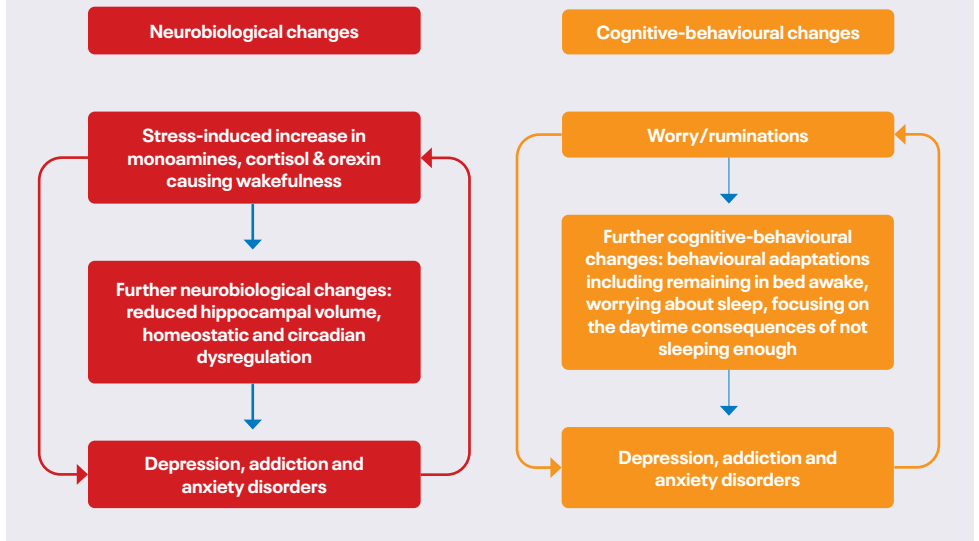 Neurobiological changes
Stress-induced increase in
monoamines, cortisol & orexin
causing wakefulness
Further neurobiological changes:
reduced hippocampal volume,
homeostatic and circadian
dysregulation
Depression, addiction and
anxiety disorders
Cognitive-behavioural changes
Worry/ruminations
Further cognitive-behavioural
changes: behavioural adaptations
including remaining in bed awake,
worrying about sleep, focusing on
the daytime consequences of not
sleeping enough
Depression, addiction and
anxiety disorders